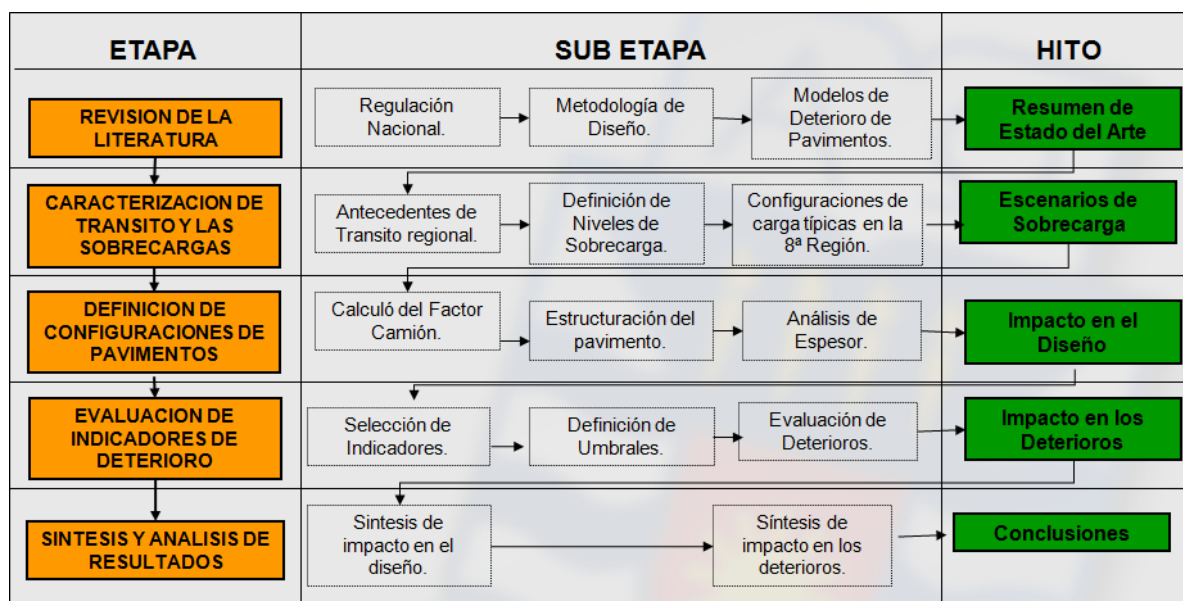 ETAPA
SUB ETAPA
HITO
REVISION DE LA
LITERATURA
Regulación
Nacional.
Metodología de
Diseño.
Modelos de
Deterioro de
Pavimentos.
Resumen de
Estado del Arte
CARACTERIZACION DE
TRANSITO Y LAS
SOBRECARGAS
Antecedentes de
Transito regional.
Definición de
Niveles de
Sobrecarga.
Configuraciones de
carga típicas en la
8ª Región.
Escenarios de
Sobrecarga
DEFINICION DE
CONFIGURACIONES DE
PAVIMENTOS
Calculó del Factor
Camión.
Estructuración del
pavimento.
Análisis de
Espesor.
Impacto en el
Diseño
EVALUACION DE
INDICADORES DE
DETERIORO
Selección de
Indicadores.
Definición de
Umbrales.
Evaluación de
Deterioros.
Impacto en los
Deterioros
SINTESIS Y ANALISIS DE
RESULTADOS
Sintesis de
impacto en el
diseño.
Síntesis de
impacto en los
deterioros.
Conclusiones